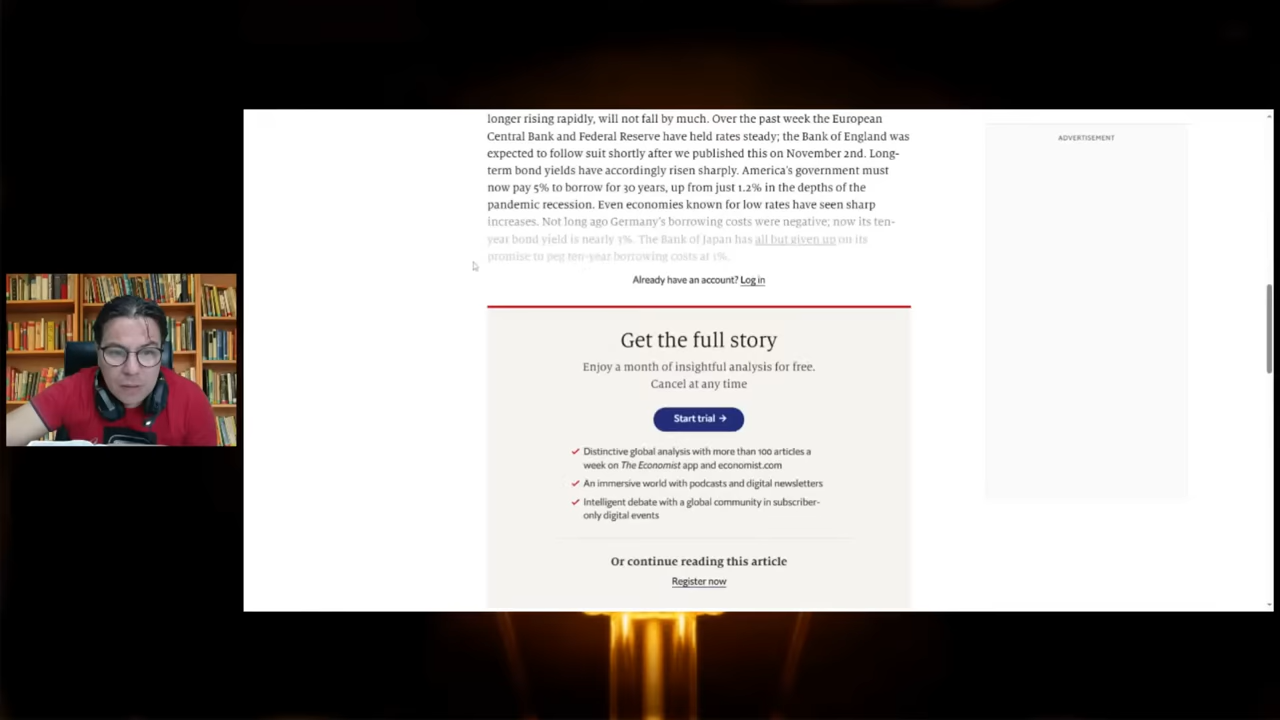 longer rising rapidly, will not fall by much. Over the past week the European
Central Bank and Federal Reserve have held rates steady; the Bank of England was
expected to follow suit shortly after we published this on November 2nd. Long-
term bond yields have accordingly risen sharply. America's government must
now pay 5% to borrow for 30 years, up from just 1.2% in the depths of the
pandemic recession. Even economies known for low rates have seen sharp
increases. Not long ago Germany's borrowing costs were negative; now its ten-
year bond yield is nearly 3%. The Bank of Japan has all but given up on its
promise to peg ten-year borrowing costs at 1%.
Already have an account? Log in
Get the full story
Enjoy a month of insightful analysis for free.
Cancel at any time
Start trial →
Distinctive global analysis with more than 100 articles a
week on The Economist app and economist.com
An immersive world with podcasts and digital newsletters
Intelligent debate with a global community in subscriber-
only digital events
Or continue reading this article
Register now
ADVERTISEMENT